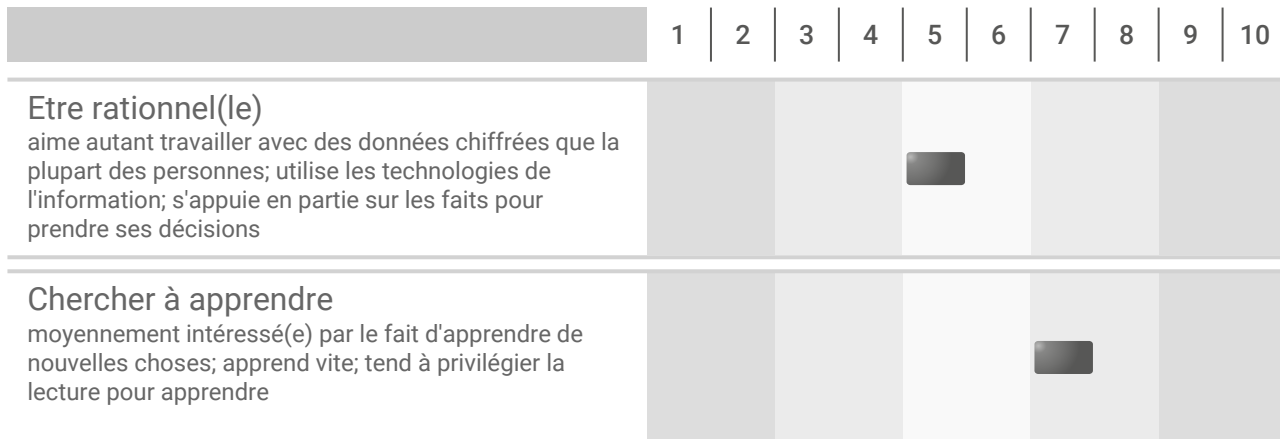 1 2 3 4 5 6 7 8 9 10
Etre rationnel(le)
aime autant travailler avec des données chiffrées que la
plupart des personnes; utilise les technologies de
l'information; s'appuie en partie sur les faits pour
prendre ses décisions
Chercher à apprendre
moyennement intéressé(e) par le fait d'apprendre de
nouvelles choses; apprend vite; tend à privilégier la
lecture pour apprendre